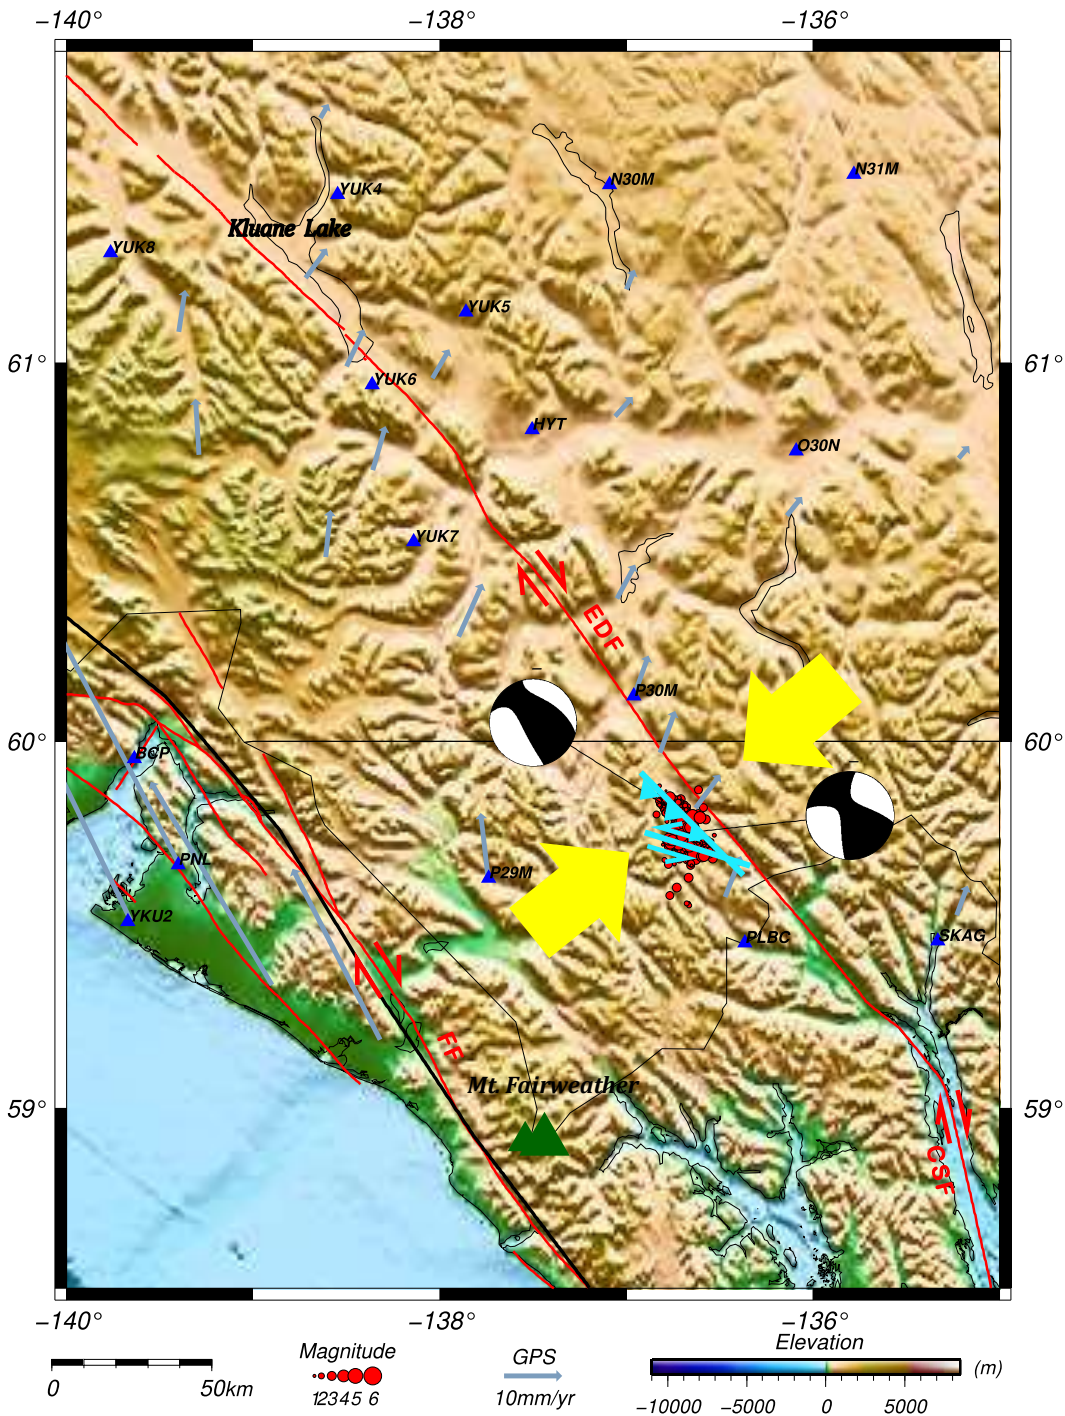 −140° −138° −136°
N31M
N30M
YUK4
Kluane Lake
YUK8
YUK5
61° 61°
YUK6
HYT
O30N
YUK7
EDF
P30M
60° 60°
BCP
PNL
P29M
YKU2
PLBC
SKAG
FF
Mt. Fairweather
59° 59°
CSF
−140° −138° −136°
Magnitude
GPS
Elevation
0 50km
12345 6
10mm/yr
(m)
−10000 −5000 0 5000